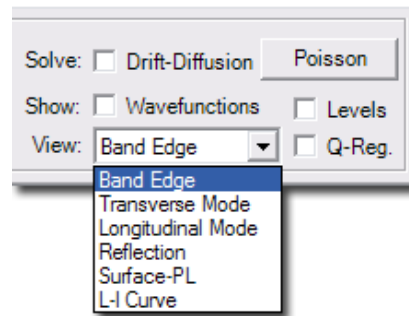 Solve: Drift-Diffusion Poisson
Show: Wavefunctions Levels
View: Band Edge Q-Reg.
Band Edge
Transverse Mode
Longitudinal Mode
Reflection
Surface-PL
L-I Curve